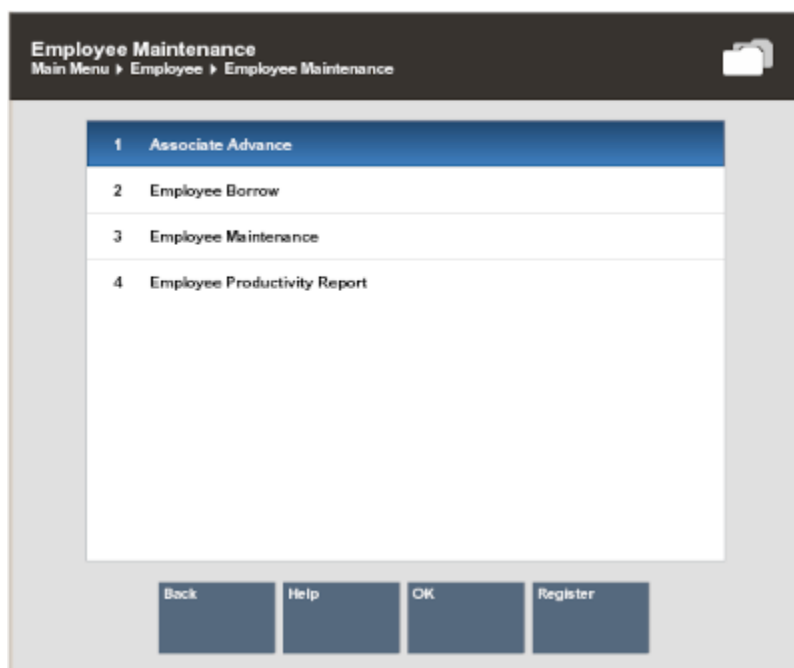 Employee Maintenance
Main Menu ▸ Employee ▸ Employee Maintenance
1 Associate Advance
2 Employee Borrow
3 Employee Maintenance
4 Employee Productivity Report
Back Help OK Register